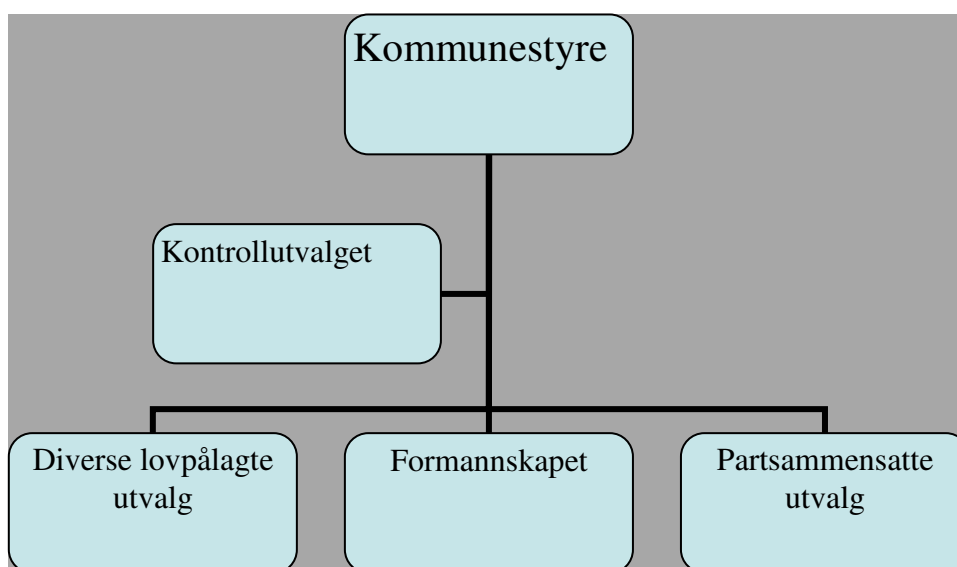 Kommunestyre
Kontrollutvalget
Diverse lovpålagte
utvalg
Formannskapet
Partsammensatte
utvalg